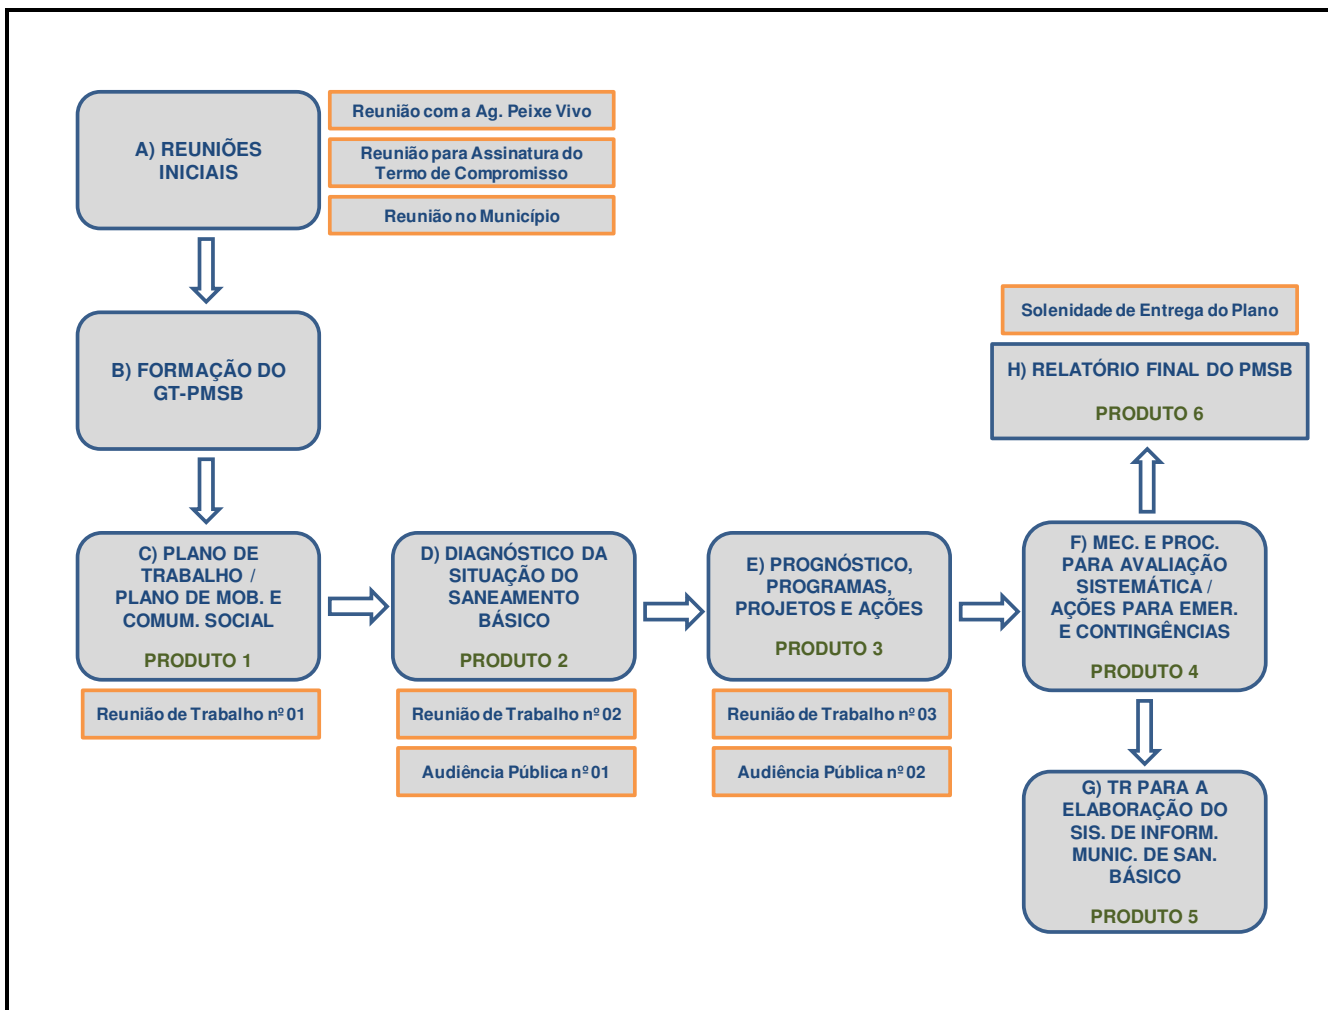 A) REUNIÕES
INICIAIS
Reunião com a Ag. Peixe Vivo
Reunião para Assinatura do
Termo de Compromisso
Reunião no Município
B) FORMAÇÃO DO
GT-PMSB
C) PLANO DE
TRABALHO /
PLANO DE MOB. E
COMUM. SOCIAL
PRODUTO 1
Reunião de Trabalho nº 01
D) DIAGNÓSTICO DA
SITUAÇÃO DO
SANEAMENTO
BÁSICO
PRODUTO 2
Reunião de Trabalho nº 02
Audiência Pública nº 01
E) PROGNÓSTICO,
PROGRAMAS,
PROJETOS E AÇÕES
PRODUTO 3
Reunião de Trabalho nº 03
Audiência Pública nº 02
F) MEC. E PROC.
PARA AVALIAÇÃO
SISTEMÁTICA /
AÇÕES PARA EMER.
E CONTINGÊNCIAS
PRODUTO 4
G) TR PARA A
ELABORAÇÃO DO
SIS. DE INFORM.
MUNIC. DE SAN.
BÁSICO
PRODUTO 5
Solenidade de Entrega do Plano
H) RELATÓRIO FINAL DO PMSB
PRODUTO 6